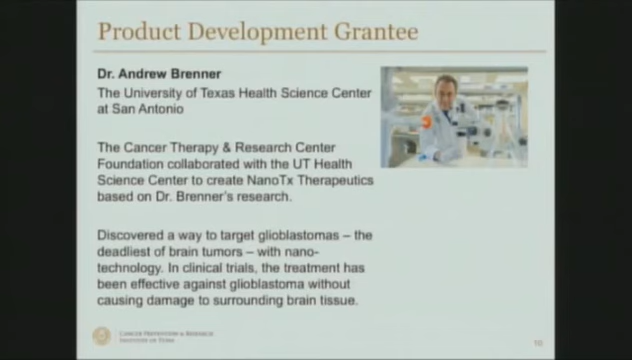 Product Development Grantee
Dr. Andrew Brenner
The University of Texas Health Science Center
at San Antonio
The Cancer Therapy & Research Center
Foundation collaborated with the UT Health
Science Center to create NanoTx Therapeutics
based on Dr. Brenner's research.
Discovered a way to target glioblastomas – the
deadliest of brain tumors – with nano-
technology. In clinical trials, the treatment has
been effective against glioblastoma without
causing damage to surrounding brain tissue.
Cancer Prevention & Research
Institute of Texas